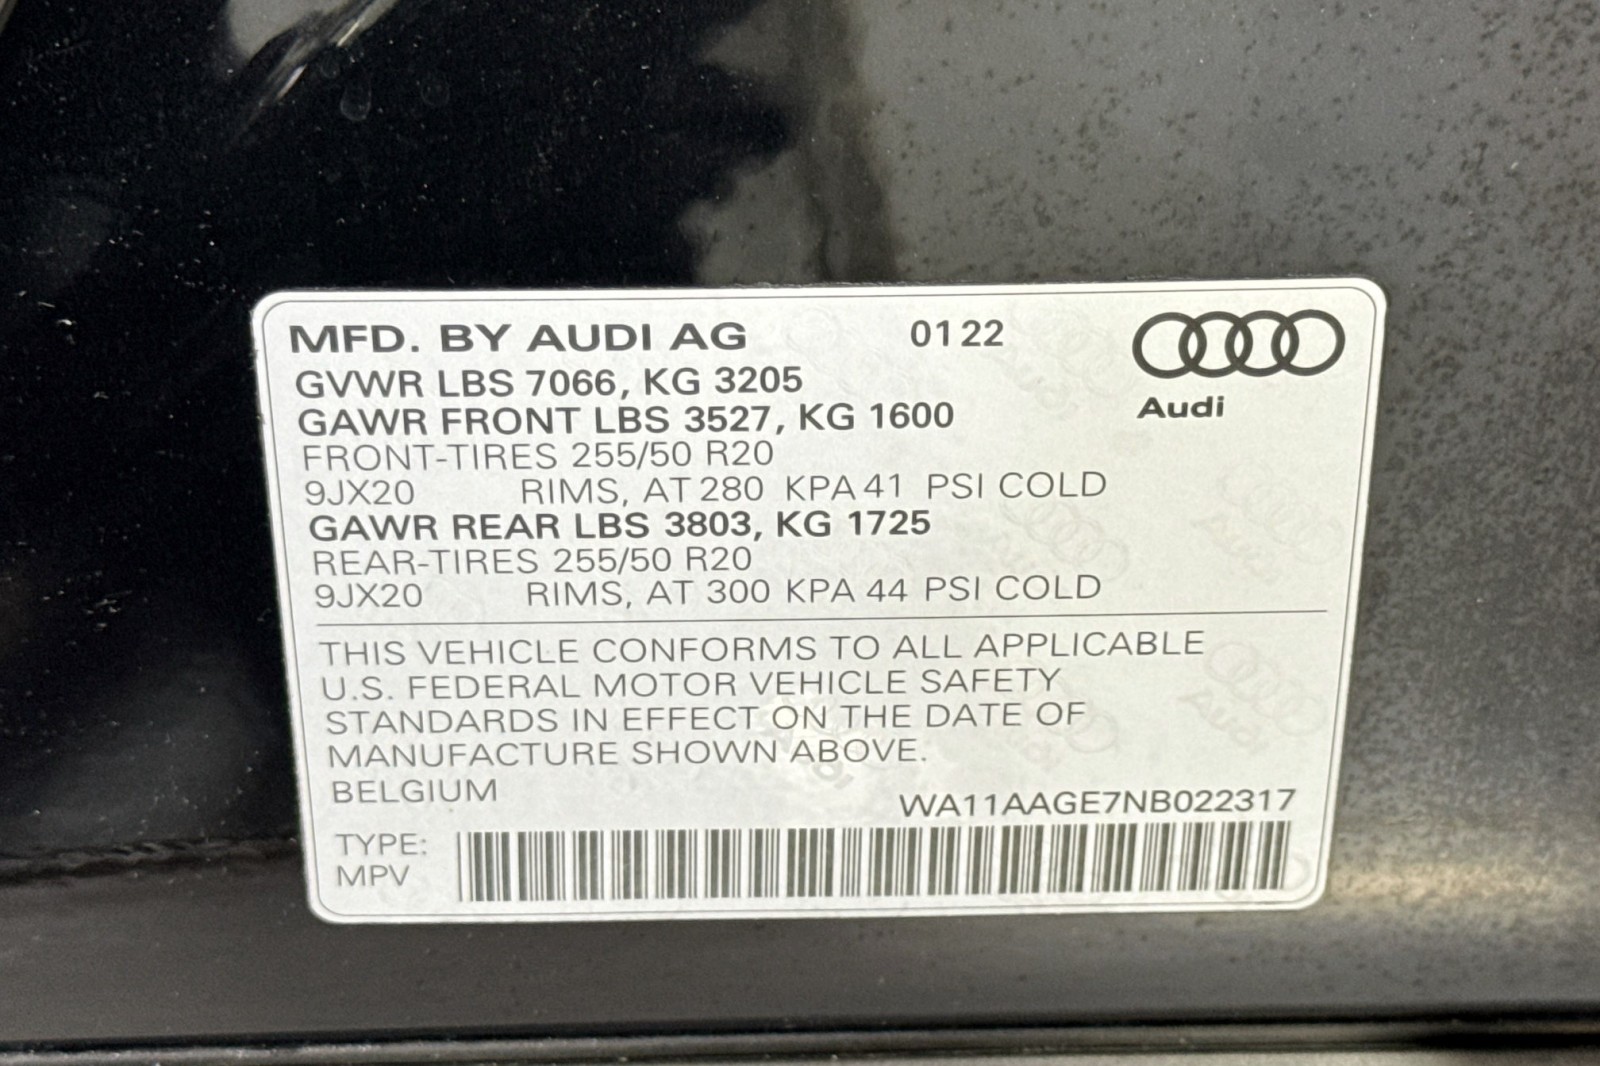 MFD. BY AUDI AG 01 22
GVWR LBS 7066, KG 3205
GAWR FRONT LBS 3527, KG 1600
Audi
FRONT-TIRES 255/50 R20
9JX20 RIMS, AT 280 KPA 41 PSI COLD
GAWR REAR LBS 3803, KG 1725
REAR-TIRES 255/50 R20
9JX20 RIMS, AT 300 KPA 44 PSI COLD
THIS VEHICLE CONFORMS TO ALL APPLICABLE
U.S. FEDERAL MOTOR VEHICLE SAFETY
STANDARDS IN EFFECT ON THE DATE OF
MANUFACTURE SHOWN ABOVE.
BELGIUM
WA11AAGE7NB022317
TYPE:
MPV